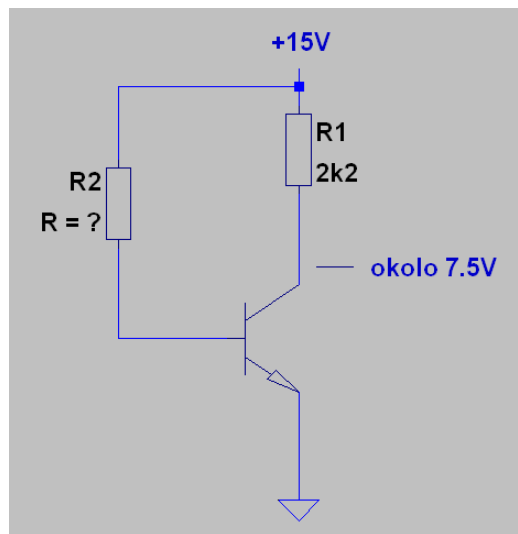 +15V
R1
2k2
R2
R = ?
okolo 7.5V